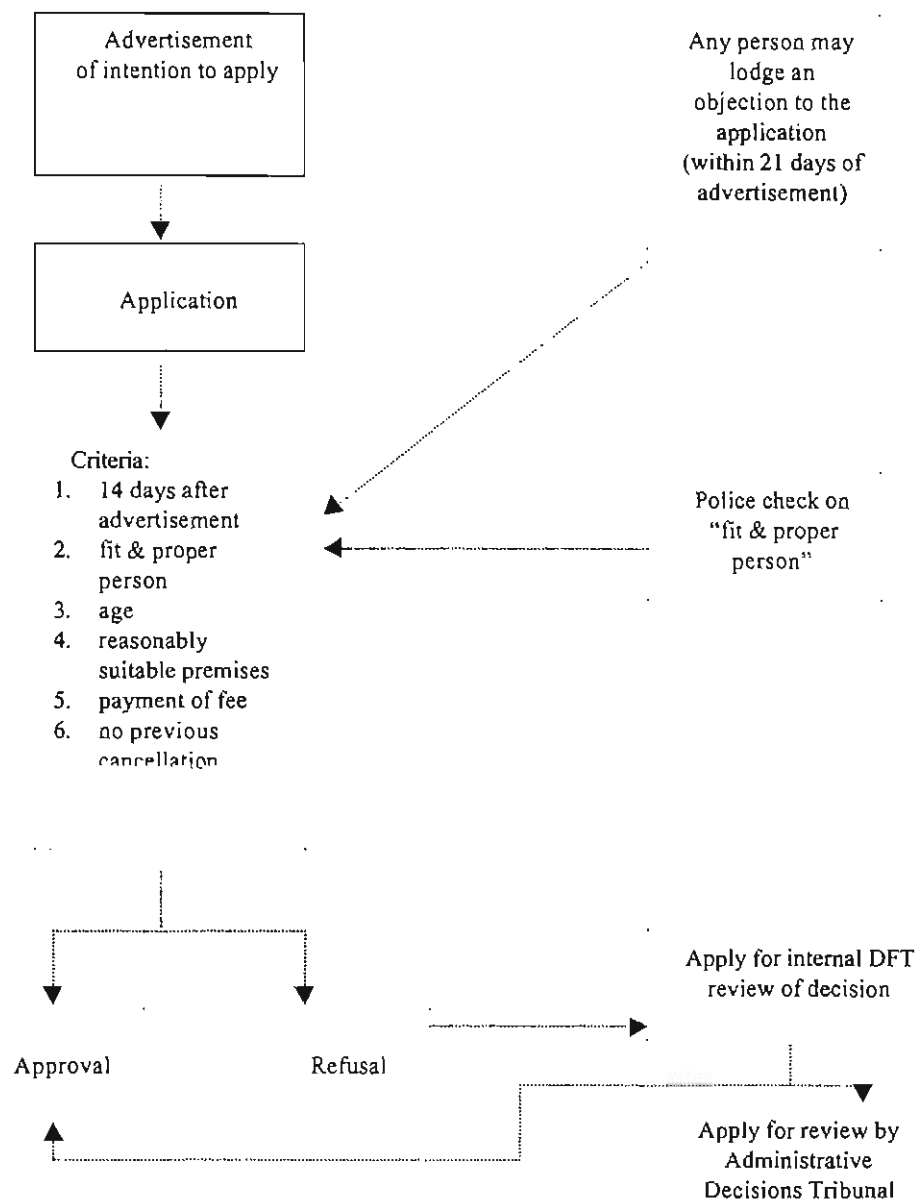 Advertisement
of intention to apply
Any person may
lodge an
objection to the
application
(within 21 days of
advertisement)
Application
Criteria:
1. 14 days after
advertisement
2. fit & proper
person
3. age
4. reasonably
suitable premises
5. payment of fee
6. no previous
cancellation
Police check on
"fit & proper
person"
Approval
Refusal
Apply for internal DFT
review of decision
Apply for review by
Administrative
Decisions Tribunal